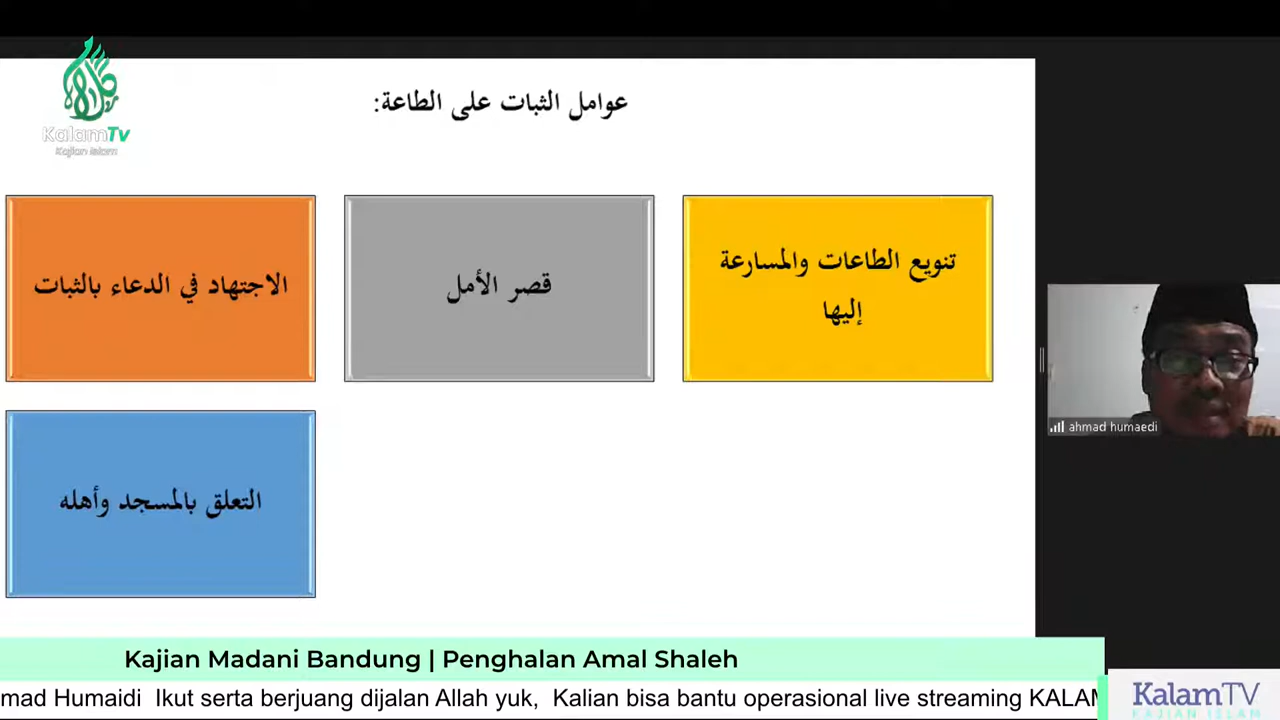 عوامل الثبات على الطاعة:
KalamTv
Kajian Islam
تنويع الطاعات والمسارعة
إليها
قصر الأمل
الاجتهاد في الدعاء بالثبات
التعلق بالمسجد وأهله
ahmad humaedi
Kajian Madani Bandung | Penghalan Amal Shaleh
mad Humaidi Ikut serta berjuang dijalan Allah yuk, Kalian bisa bantu operasional live streaming KALAM
KalamTV
KAJIAN ISLAM